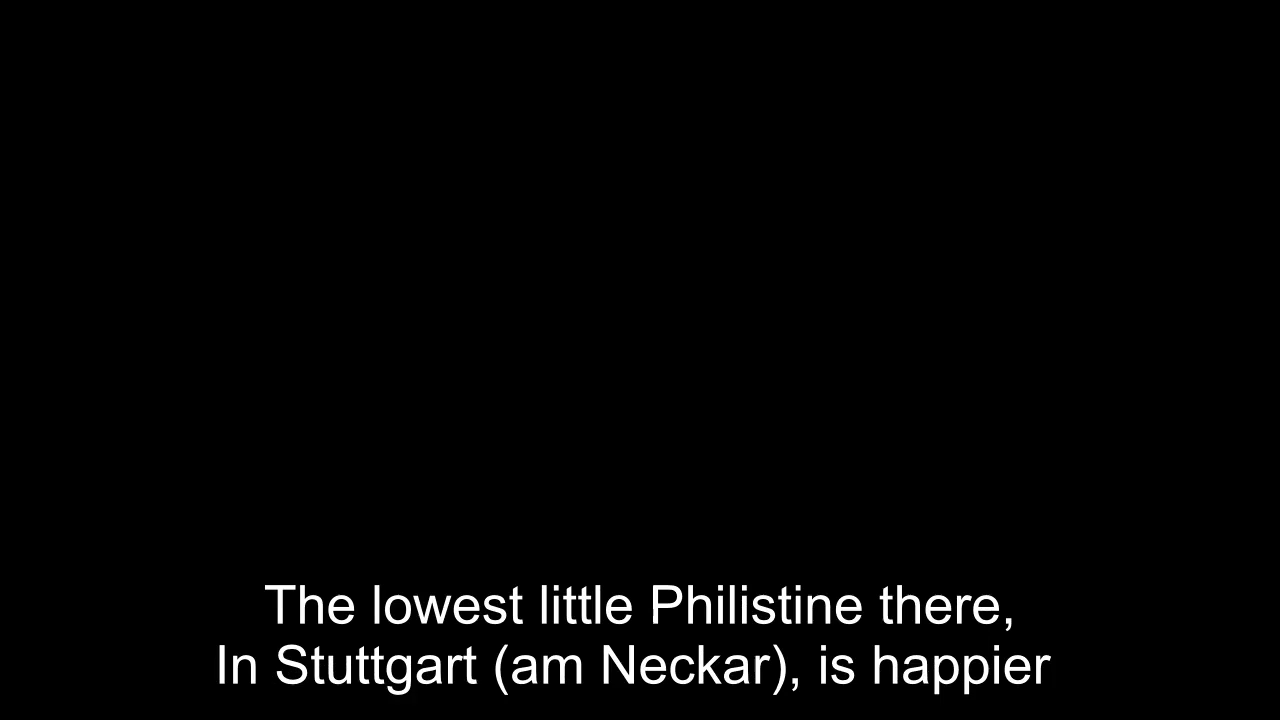 The lowest little Philistine there,
In Stuttgart (am Neckar), is happier